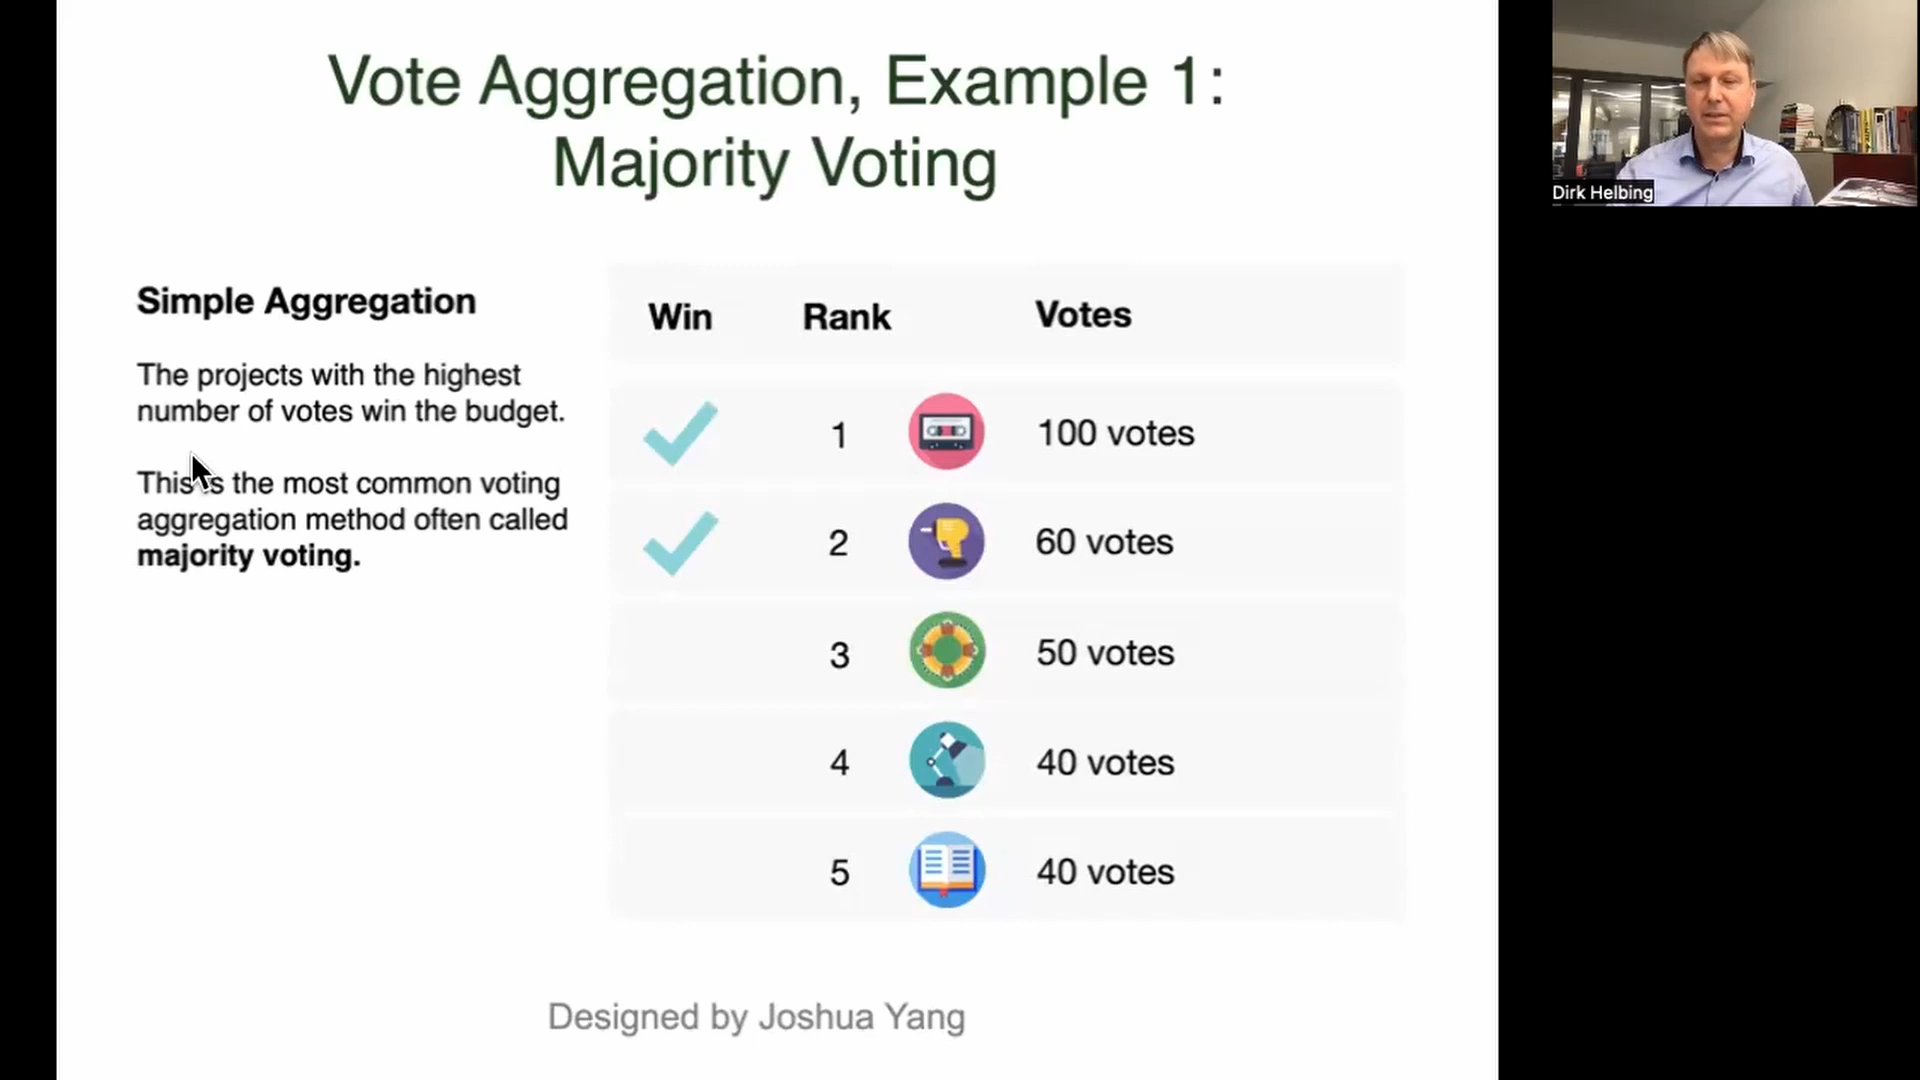 Vote Aggregation, Example 1:
Majority Voting
Dirk Helbing
Simple Aggregation
The projects with the highest
number of votes win the budget.
This is the most common voting
aggregation method often called
majority voting.
Win Rank Votes
1 100 votes
2 60 votes
3 50 votes
4 40 votes
5 40 votes
Designed by Joshua Yang